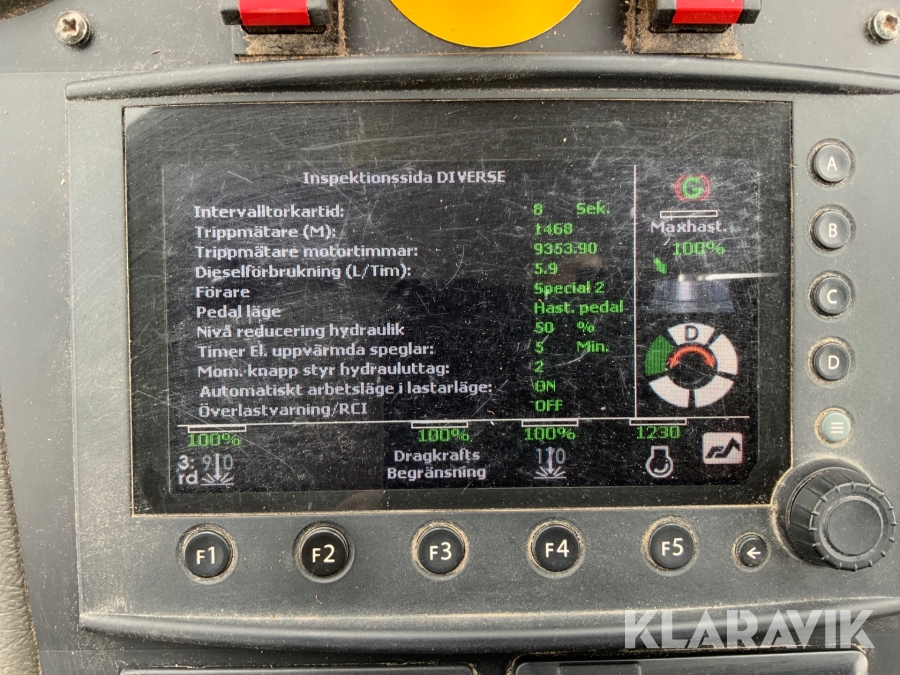 Inspektionssida DIVERSE
Intervalltorkartid: 8 Sek.
Trippmätare (M): 1468
Trippmätare motortimmar: 9353.90
Dieselförbrukning (L/Tim): 5.9
Förare Special 2
Pedal läge Hast. pedal
Nivå reducering hydraulik 50 %
Timer El. uppvärmda speglar: 5 Min.
Mom. knapp styr hydrauluttag: 2
Automatiskt arbetsläge i lastarläge: ON
Överlastvarning/RCI OFF
G
Maxhast.
100%
D
100% 100% 100% 1230
3:rd
Dragkrafts
Begränsning
A
B
C
D
F1 F2 F3 F4 F5
KLARAVIK